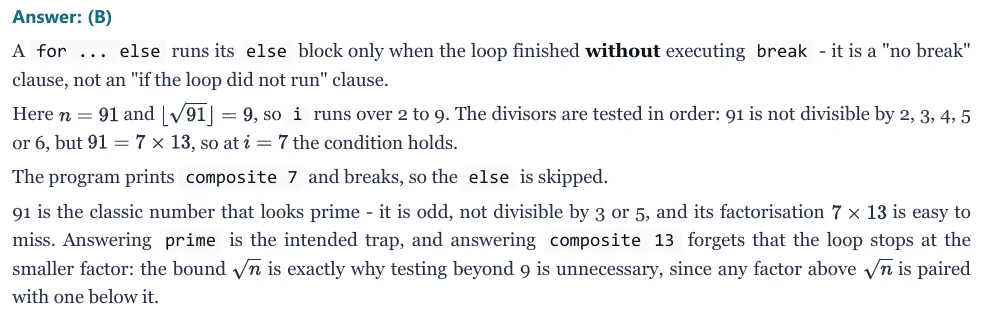 Answer: (B)
A for ... else runs its else block only when the loop finished without executing break - it is a "no break"
clause, not an "if the loop did not run" clause.
Here n = 91 and ⌊√91⌋ = 9, so i runs over 2 to 9. The divisors are tested in order: 91 is not divisible by 2, 3, 4, 5
or 6, but 91 = 7 × 13, so at i = 7 the condition holds.
The program prints composite 7 and breaks, so the else is skipped.
91 is the classic number that looks prime - it is odd, not divisible by 3 or 5, and its factorisation 7 × 13 is easy to
miss. Answering prime is the intended trap, and answering composite 13 forgets that the loop stops at the
smaller factor: the bound √n is exactly why testing beyond 9 is unnecessary, since any factor above √n is paired
with one below it.